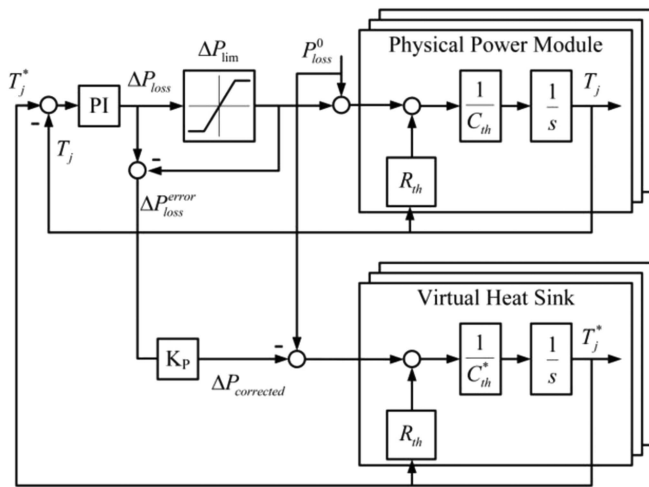 ΔP_lim
P_loss^0
Physical Power Module
T_j^*
ΔP_loss
PI
1/C_th
1/s
T_j
-
T_j
-
R_th
ΔP_loss^error
Virtual Heat Sink
K_P
-
ΔP_corrected
1/C_th^*
1/s
T_j^*
R_th